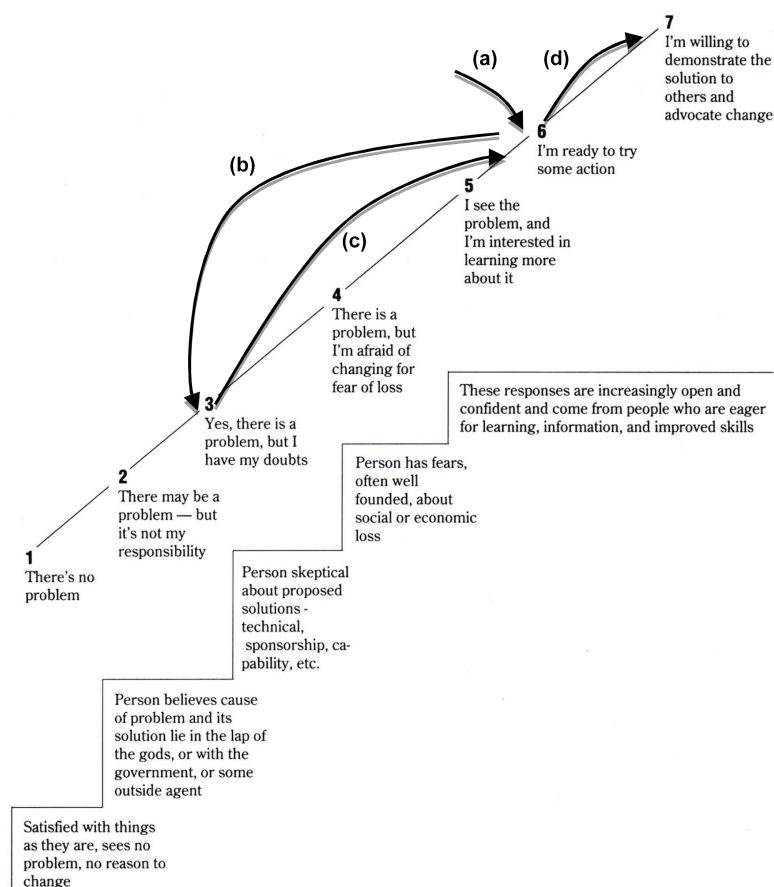 7
I'm willing to
demonstrate the
solution to
others and
advocate change
(a)
(d)
6
I'm ready to try
some action
(b)
5
I see the
problem, and
I'm interested in
learning more
about it
(c)
4
There is a
problem, but
I'm afraid of
changing for
fear of loss
3
Yes, there is a
problem, but I
have my doubts
2
There may be a
problem — but
it's not my
responsibility
1
There's no
problem
These responses are increasingly open and
confident and come from people who are eager
for learning, information, and improved skills
Person has fears,
often well
founded, about
social or economic
loss
Person skeptical
about proposed
solutions -
technical,
sponsorship, ca-
pability, etc.
Person believes cause
of problem and its
solution lie in the lap of
the gods, or with the
government, or some
outside agent
Satisfied with things
as they are, sees no
problem, no reason to
change